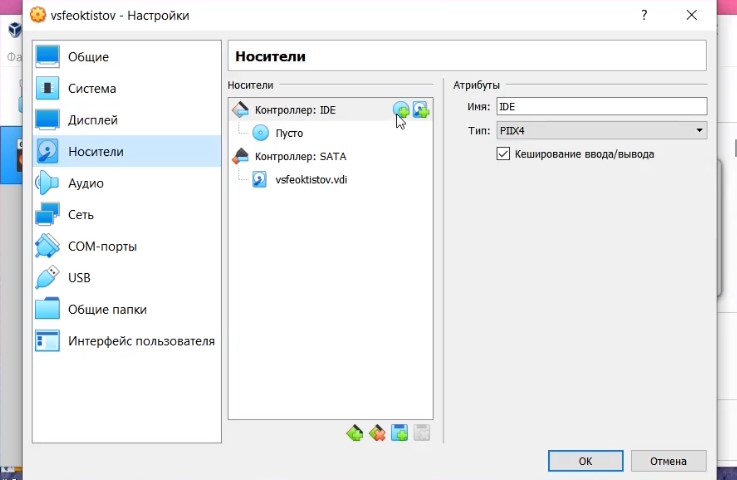 vsfeoktistov - Настройки
?
Общие
Система
Дисплей
Носители
Аудио
Сеть
COM-порты
USB
Общие папки
Интерфейс пользователя
Носители
Носители
Контроллер: IDE
Пусто
Контроллер: SATA
vsfeoktistov.vdi
Атрибуты
Имя: IDE
Тип: PIIX4
Кеширование ввода/вывода
OK
Отмена